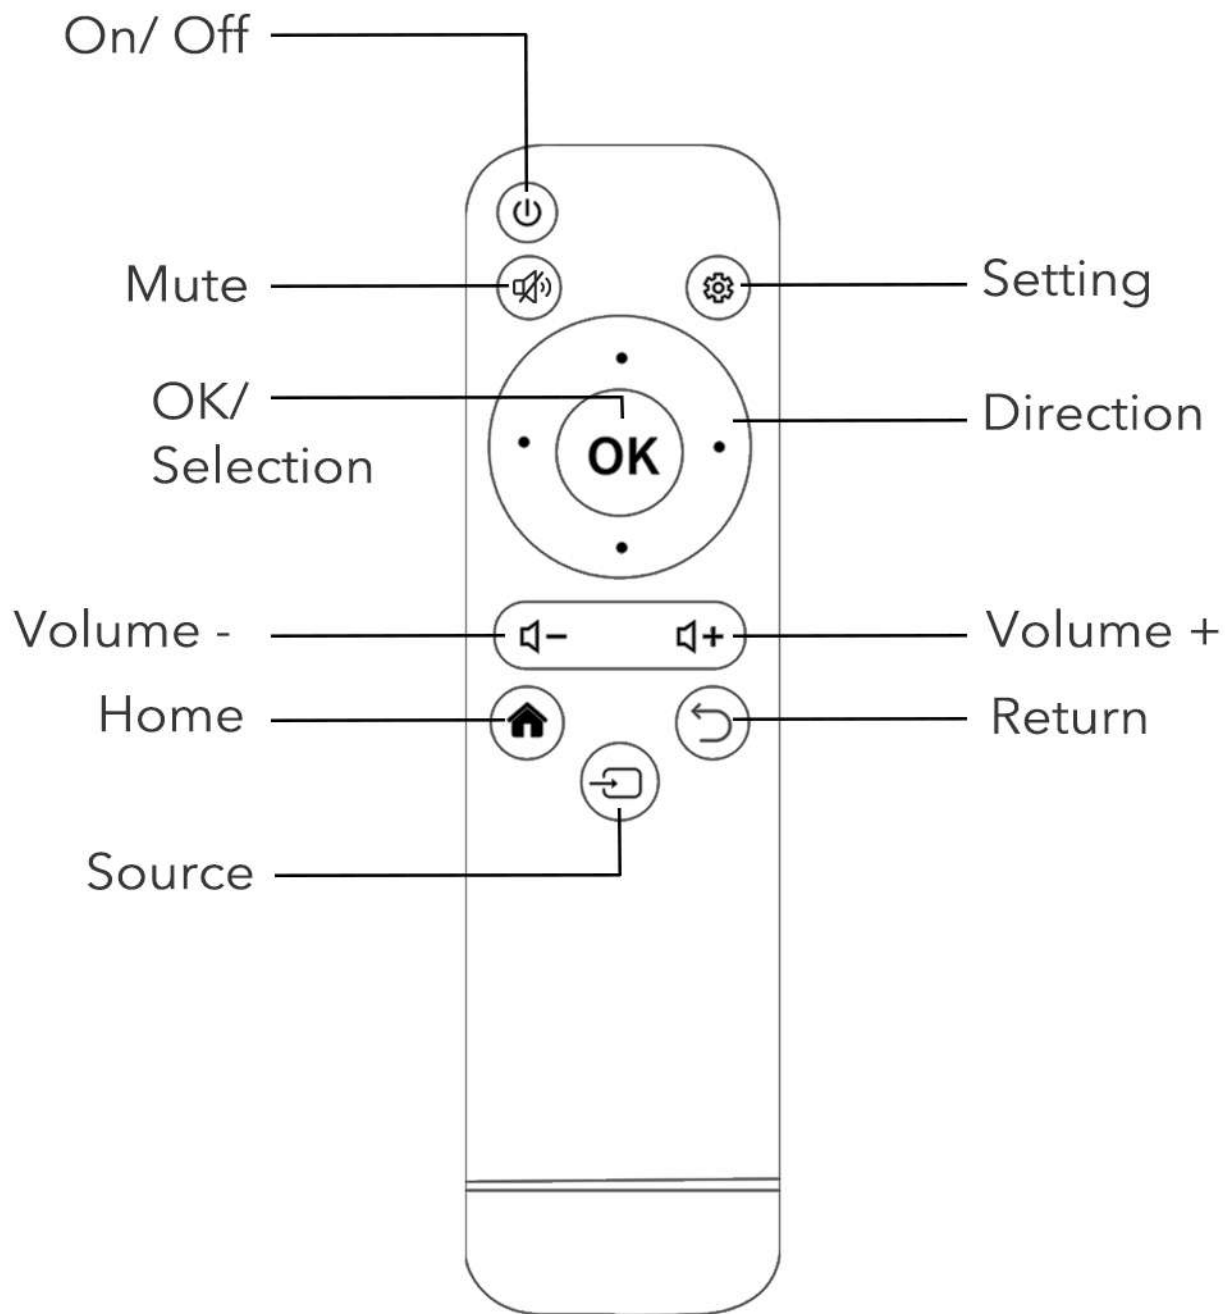 On/ Off
Mute
Setting
OK/
Selection
Direction
OK
Volume -
Volume +
Home
Return
Source